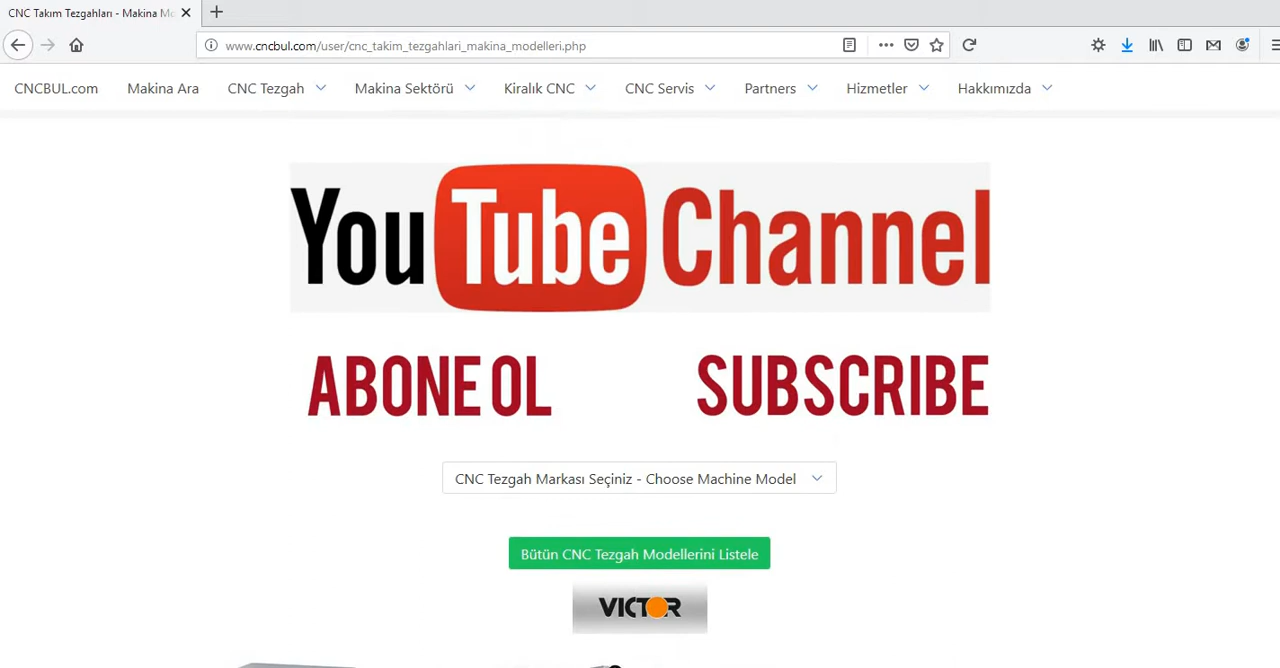 CNC Takım Tezgahları - Makina Mo
www.cncbul.com/user/cnc_takim_tezgahlari_makina_modelleri.php
CNCBUL.com Makina Ara CNC Tezgah Makina Sektörü Kiralık CNC CNC Servis Partners Hizmetler Hakkımızda
YouTube Channel
ABONE OL SUBSCRIBE
CNC Tezgah Markası Seçiniz - Choose Machine Model
Bütün CNC Tezgah Modellerini Listele
VICTOR